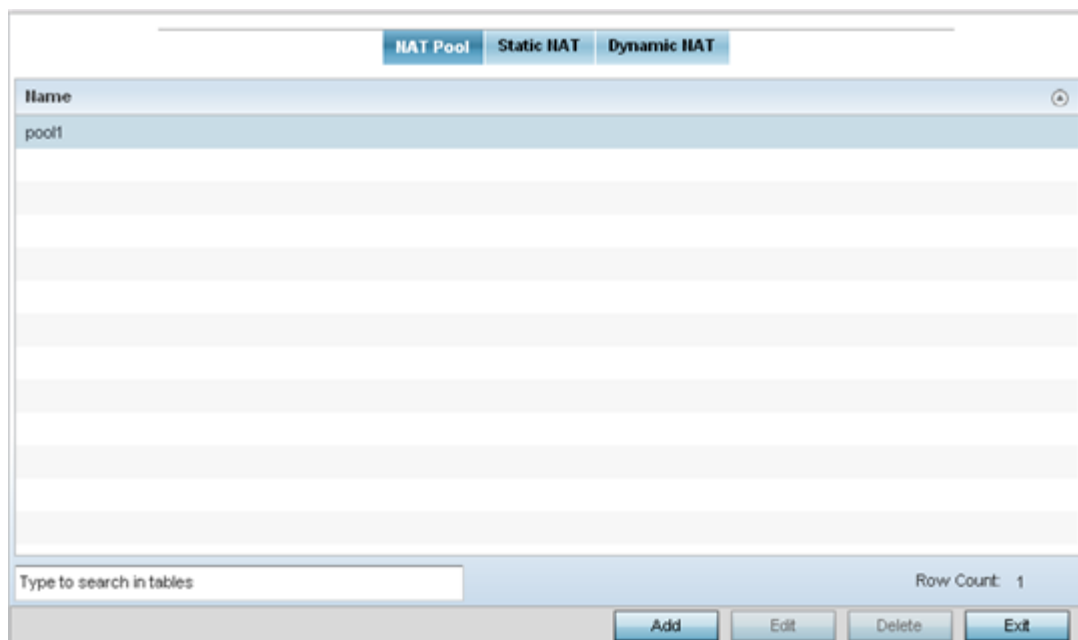 NAT Pool Static NAT Dynamic NAT
Name
pool1
Type to search in tables Row Count: 1
Add Edit Delete Exit